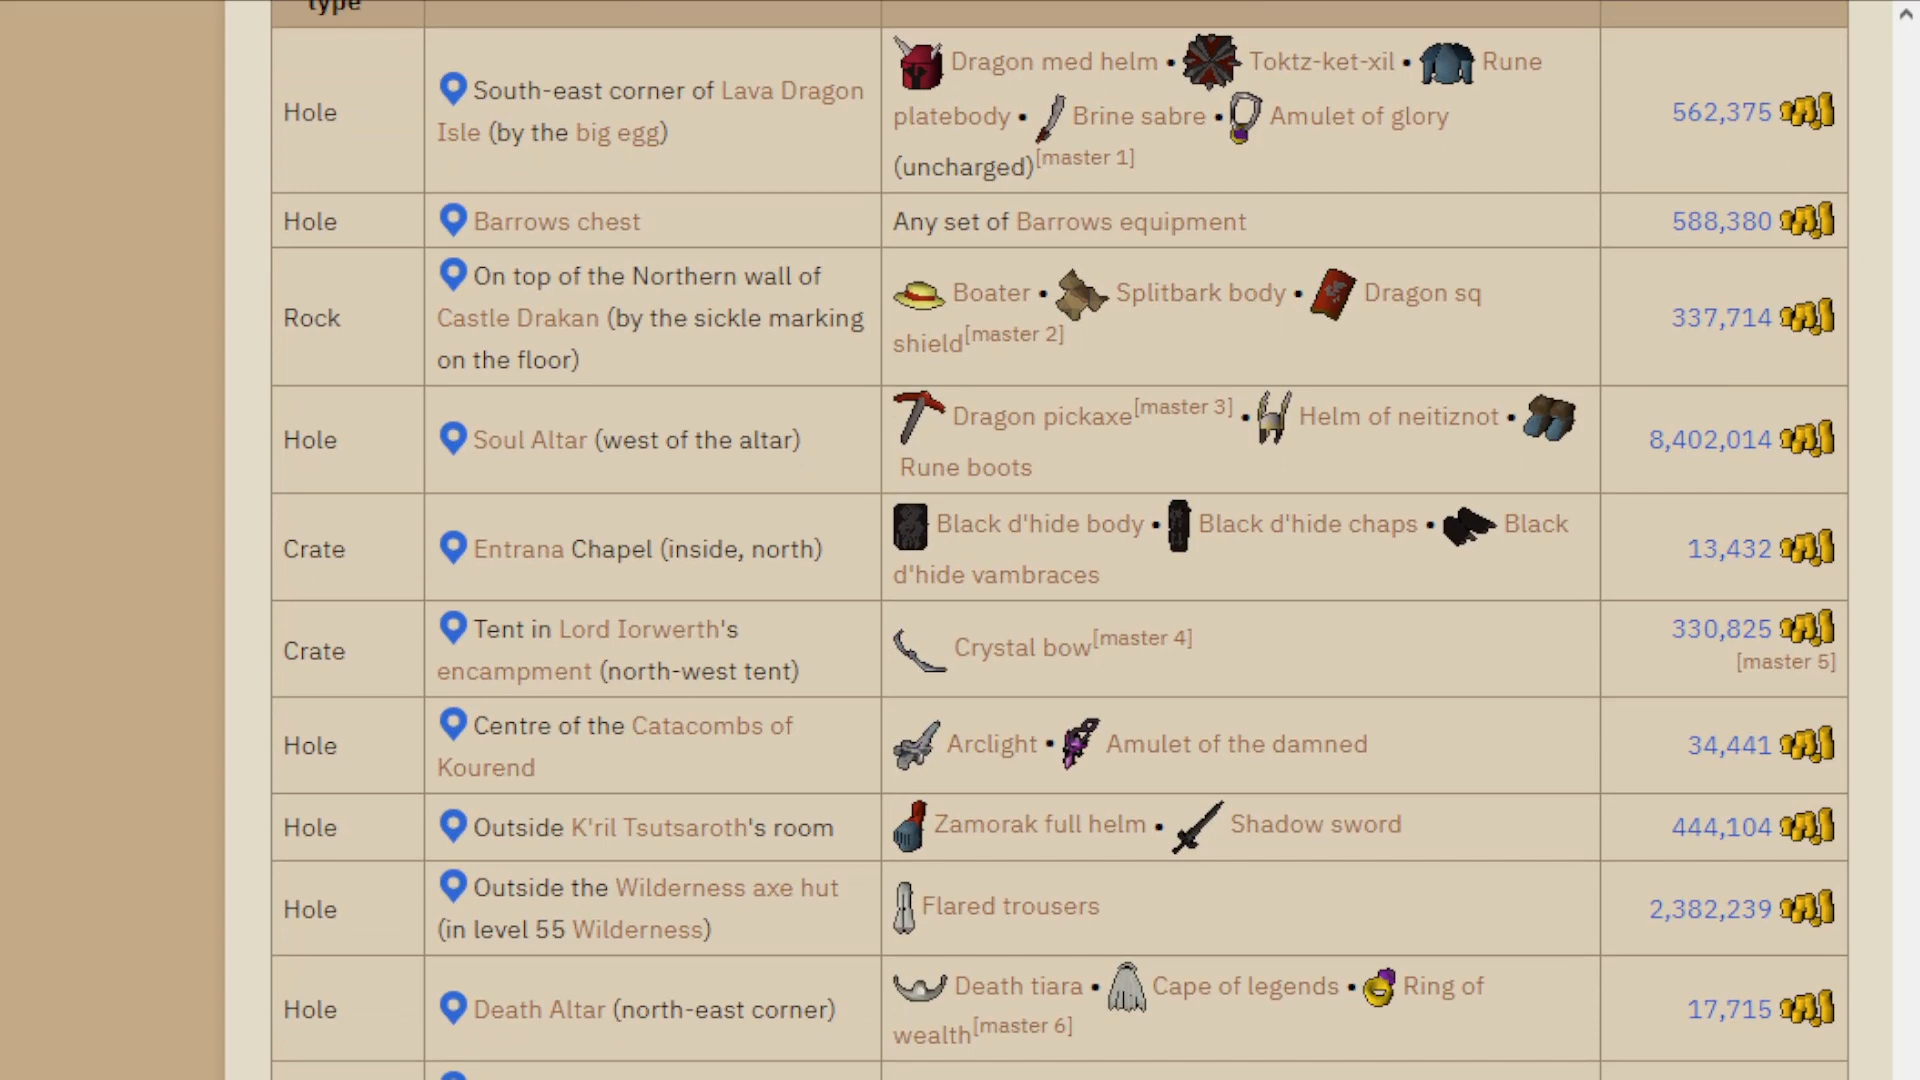 type
Hole
South-east corner of Lava Dragon
Isle (by the big egg)
Dragon med helm • Toktz-ket-xil • Rune
platebody • Brine sabre • Amulet of glory
(uncharged)[master 1]
562,375
Hole
Barrows chest
Any set of Barrows equipment
588,380
Rock
On top of the Northern wall of
Castle Drakan (by the sickle marking
on the floor)
Boater • Splitbark body • Dragon sq
shield[master 2]
337,714
Hole
Soul Altar (west of the altar)
Dragon pickaxe[master 3] • Helm of neitiznot •
Rune boots
8,402,014
Crate
Entrana Chapel (inside, north)
Black d'hide body • Black d'hide chaps • Black
d'hide vambraces
13,432
Crate
Tent in Lord Iorwerth's
encampment (north-west tent)
Crystal bow[master 4]
330,825
[master 5]
Hole
Centre of the Catacombs of
Kourend
Arclight • Amulet of the damned
34,441
Hole
Outside K'ril Tsutsaroth's room
Zamorak full helm • Shadow sword
444,104
Hole
Outside the Wilderness axe hut
(in level 55 Wilderness)
Flared trousers
2,382,239
Hole
Death Altar (north-east corner)
Death tiara • Cape of legends • Ring of
wealth[master 6]
17,715